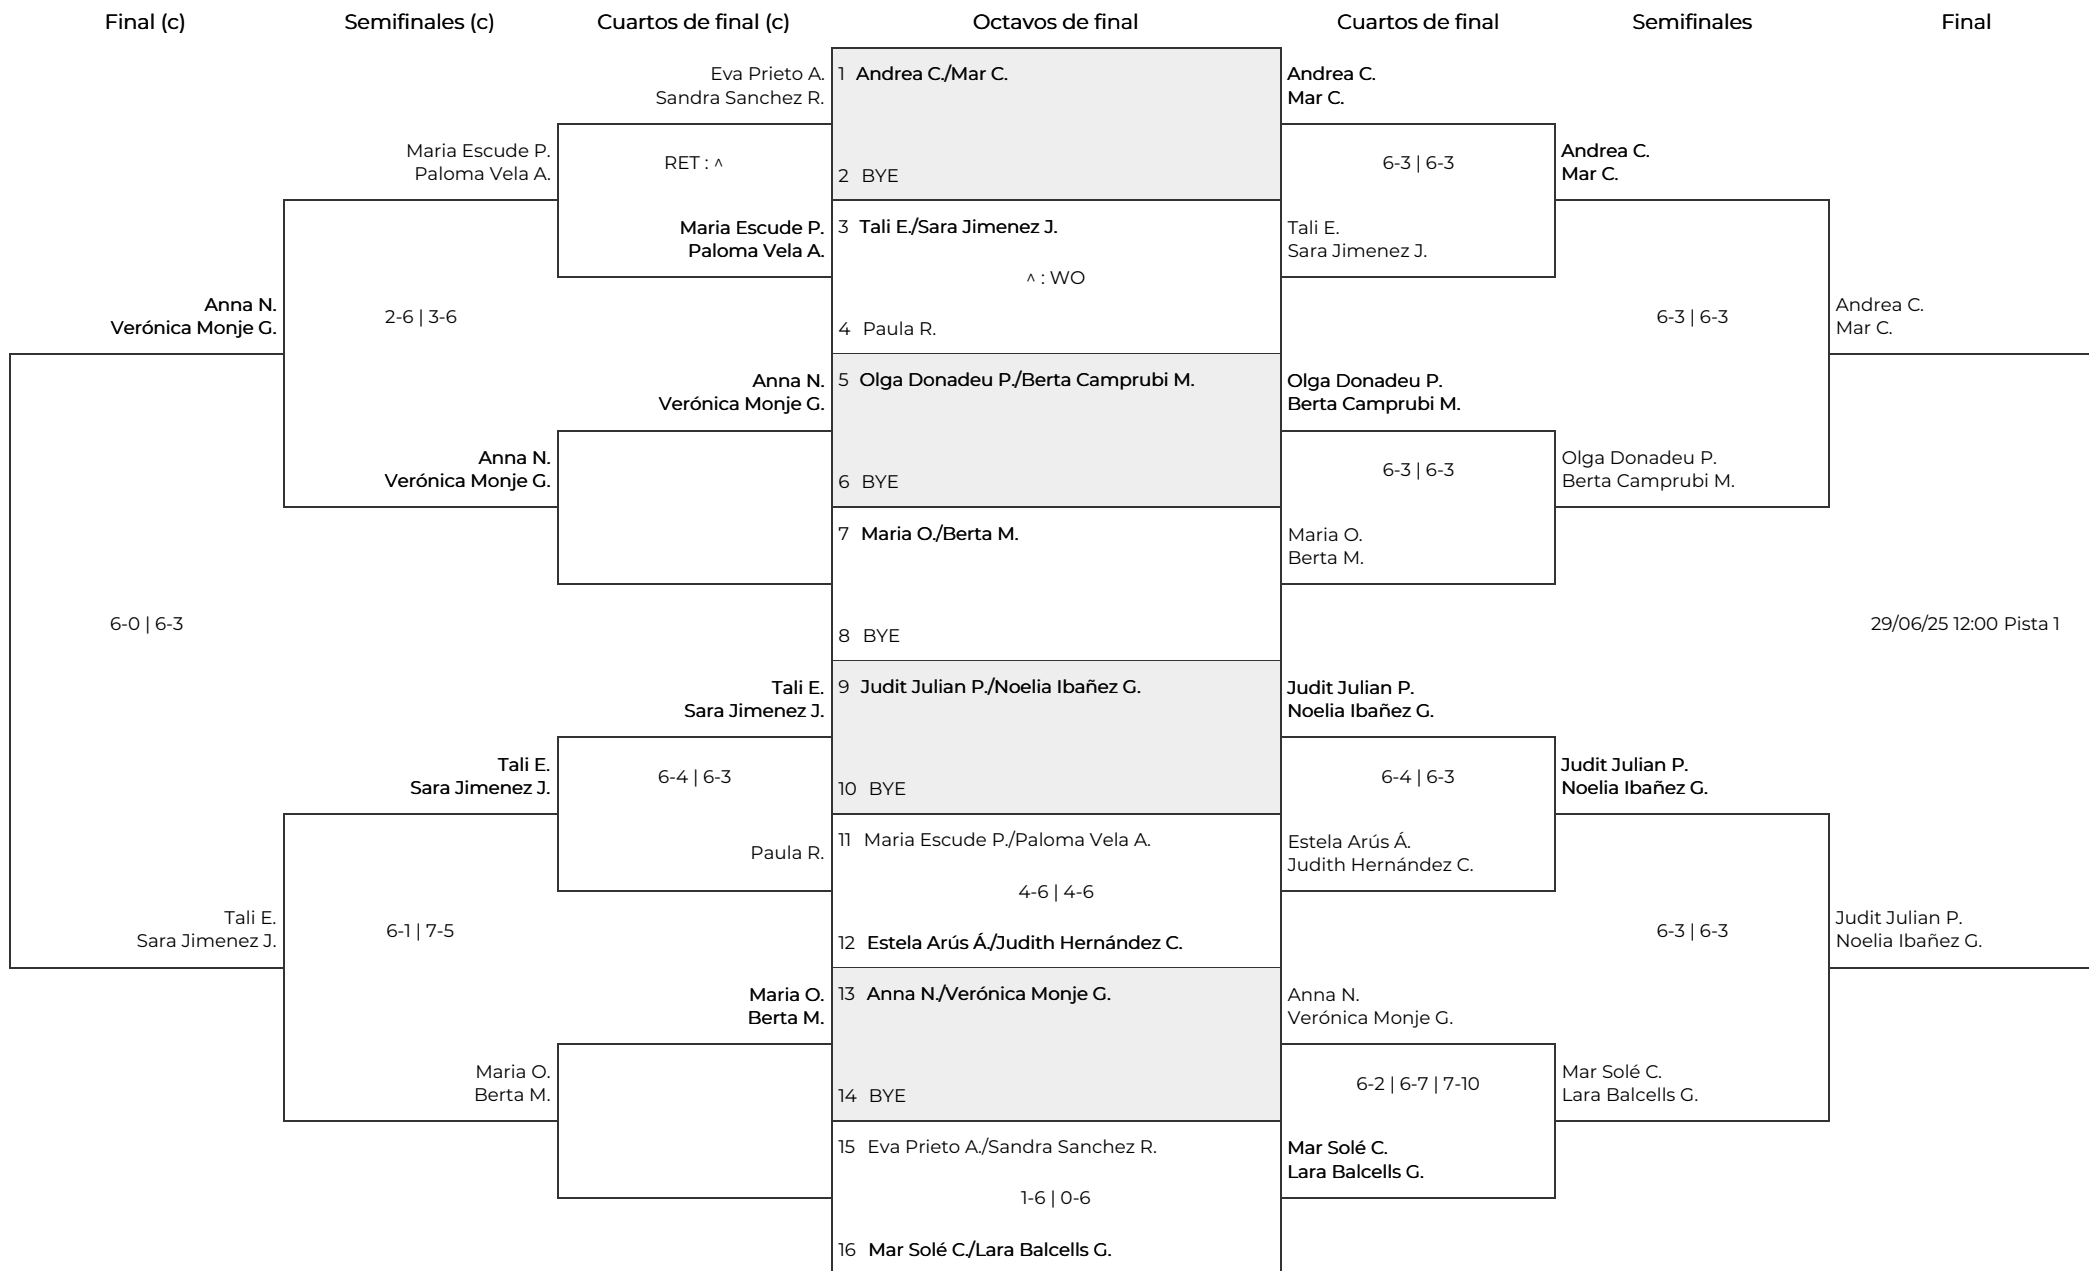 Final (c)
Semifinales (c)
Cuartos de final (c)
Octavos de final
Cuartos de final
Semifinales
Final
Anna N.
Verónica Monje G.
6-0 | 6-3
Tali E.
Sara Jimenez J.
Maria Escude P.
Paloma Vela A.
2-6 | 3-6
Anna N.
Verónica Monje G.
Tali E.
Sara Jimenez J.
6-1 | 7-5
Maria O.
Berta M.
Eva Prieto A.
Sandra Sanchez R.
RET : ^
Maria Escude P.
Paloma Vela A.
Anna N.
Verónica Monje G.
Tali E.
Sara Jimenez J.
6-4 | 6-3
Paula R.
Maria O.
Berta M.
1 Andrea C./Mar C.
2 BYE
3 Tali E./Sara Jimenez J.
^ : WO
4 Paula R.
5 Olga Donadeu P./Berta Camprubi M.
6 BYE
7 Maria O./Berta M.
8 BYE
9 Judit Julian P./Noelia Ibañez G.
10 BYE
11 Maria Escude P./Paloma Vela A.
4-6 | 4-6
12 Estela Arús Á./Judith Hernández C.
13 Anna N./Verónica Monje G.
14 BYE
15 Eva Prieto A./Sandra Sanchez R.
1-6 | 0-6
16 Mar Solé C./Lara Balcells G.
Andrea C.
Mar C.
6-3 | 6-3
Tali E.
Sara Jimenez J.
Olga Donadeu P.
Berta Camprubi M.
6-3 | 6-3
Maria O.
Berta M.
Judit Julian P.
Noelia Ibañez G.
6-4 | 6-3
Estela Arús Á.
Judith Hernández C.
Anna N.
Verónica Monje G.
6-2 | 6-7 | 7-10
Mar Solé C.
Lara Balcells G.
Andrea C.
Mar C.
6-3 | 6-3
Olga Donadeu P.
Berta Camprubi M.
Judit Julian P.
Noelia Ibañez G.
6-3 | 6-3
Mar Solé C.
Lara Balcells G.
Andrea C.
Mar C.
29/06/25 12:00 Pista 1
Judit Julian P.
Noelia Ibañez G.